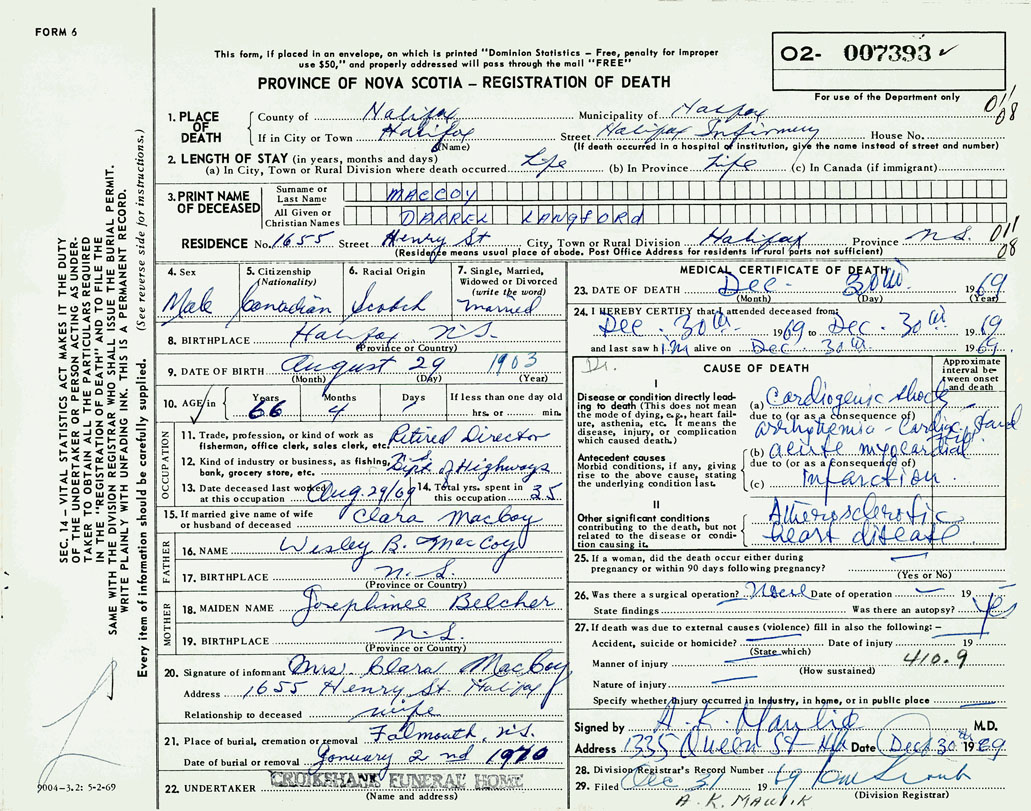 FORM 6
This form, if placed in an envelope, on which is printed "Dominion Statistics — Free, penalty for improper
use $50," and properly addressed will pass through the mail "FREE"
PROVINCE OF NOVA SCOTIA — REGISTRATION OF DEATH
O2- 007393 ✓
For use of the Department only
011
08
1. PLACE OF DEATH
County of Halifax Municipality of Halifax
If in City or Town Halifax Street Halifax Infirmary House No.
(Name) (If death occurred in a hospital or institution, give the name instead of street and number)
2. LENGTH OF STAY (in years, months and days)
(a) In City, Town or Rural Division where death occurred Life (b) In Province Life (c) In Canada (if immigrant)
3. PRINT NAME OF DECEASED
Surname or Last Name MACCOY
All Given or Christian Names DARREL LANGFORD
RESIDENCE No. 1655 Street Henry St City, Town or Rural Division Halifax Province N.S.
(Residence means usual place of abode. Post Office Address for residents in rural parts not sufficient)
011
08
4. Sex 5. Citizenship (Nationality) 6. Racial Origin 7. Single, Married, Widowed or Divorced (write the word)
Male Canadian Scotch Married
8. BIRTHPLACE Halifax N.S.
(Province or Country)
9. DATE OF BIRTH August 29 1903
(Month) (Day) (Year)
10. AGE in Years Months Days If less than one day old
66 4 hrs. or min.
OCCUPATION
11. Trade, profession, or kind of work as fisherman, office clerk, sales clerk, etc. Retired Director
12. Kind of industry or business, as fishing, bank, grocery store, etc. Dept. of Highways
13. Date deceased last worked at this occupation Aug 29/69 14. Total yrs. spent in this occupation 35
15. If married give name of wife or husband of deceased Clara MacCoy
FATHER
16. NAME Wesley B. MacCoy
17. BIRTHPLACE N.S.
(Province or Country)
MOTHER
18. MAIDEN NAME Josephinee Belcher
19. BIRTHPLACE N.S.
(Province or Country)
20. Signature of informant Mrs Clara MacCoy
Address 1655 Henry St. Halifax
Relationship to deceased wife
21. Place of burial, cremation or removal Falmouth, N.S.
Date of burial or removal January 2nd 1970
22. UNDERTAKER CRUIKSHANK FUNERAL HOME
(Name and address)
MEDICAL CERTIFICATE OF DEATH
23. DATE OF DEATH Dec. 30th 1969
(Month) (Day) (Year)
24. I HEREBY CERTIFY that I attended deceased from:
Dec. 30th 1969 to Dec. 30th 1969
and last saw him alive on Dec. 30th 1969
CAUSE OF DEATH
Approximate interval between onset and death
I
Disease or condition directly leading to death (This does not mean the mode of dying, e.g., heart failure, asthenia, etc. It means the disease, injury, or complication which caused death.)
(a) Cardiogenic shock
due to (or as a consequence of)
arrhythmia - Cardiac
Antecedent causes
Morbid conditions, if any, giving rise to the above cause, stating the underlying condition last.
(b) acute myocardial
due to (or as a consequence of)
(c) Infarction
II
Other significant conditions contributing to the death, but not related to the disease or condition causing it.
Atherosclerotic
heart disease
25. If a woman, did the death occur either during pregnancy or within 90 days following pregnancy? —
(Yes or No)
26. Was there a surgical operation? Date of operation — 19
State findings Was there an autopsy? Yes
27. If death was due to external causes (violence) fill in also the following: —
Accident, suicide or homicide? Date of injury 19
(State which)
Manner of injury 410.9
(How sustained)
Nature of injury
Specify whether injury occurred in Industry, in home, or in public place
Signed by A. K. Maulik M.D.
Address 1335 Queen St - Hfx Date Dec 30th 1969
28. Division Registrar's Record Number
29. Filed Dec 31 1969
(Division Registrar)
A. K. MAULIK
SEC. 14 — VITAL STATISTICS ACT MAKES IT THE DUTY
OF THE UNDERTAKER OR PERSON ACTING AS UNDER-
TAKER TO OBTAIN ALL THE PARTICULARS REQUIRED
IN THE "REGISTRATION OF DEATH" AND TO FILE THE
SAME WITH THE DIVISION REGISTRAR WHO SHALL ISSUE THE BURIAL PERMIT.
WRITE PLAINLY WITH UNFADING INK. THIS IS A PERMANENT RECORD.
Every item of information should be carefully supplied. (See reverse side for instructions.)
9004—3.2: 5-2-69